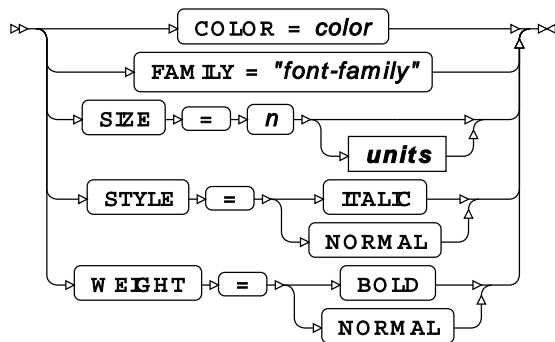 COLOR = color
FAMILY = "font-family"
SIZE = n
units
STYLE = ITALIC
NORMAL
WEIGHT = BOLD
NORMAL